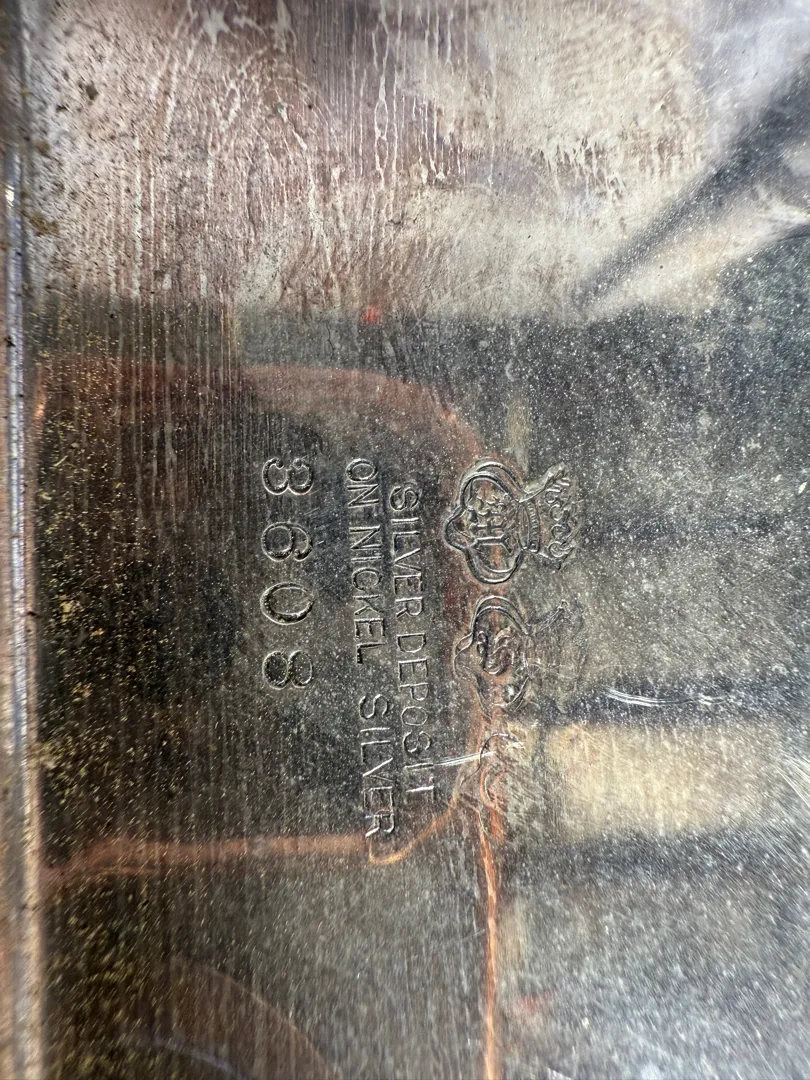 H S
SILVER DEPOSIT
ON NICKEL SILVER
3608